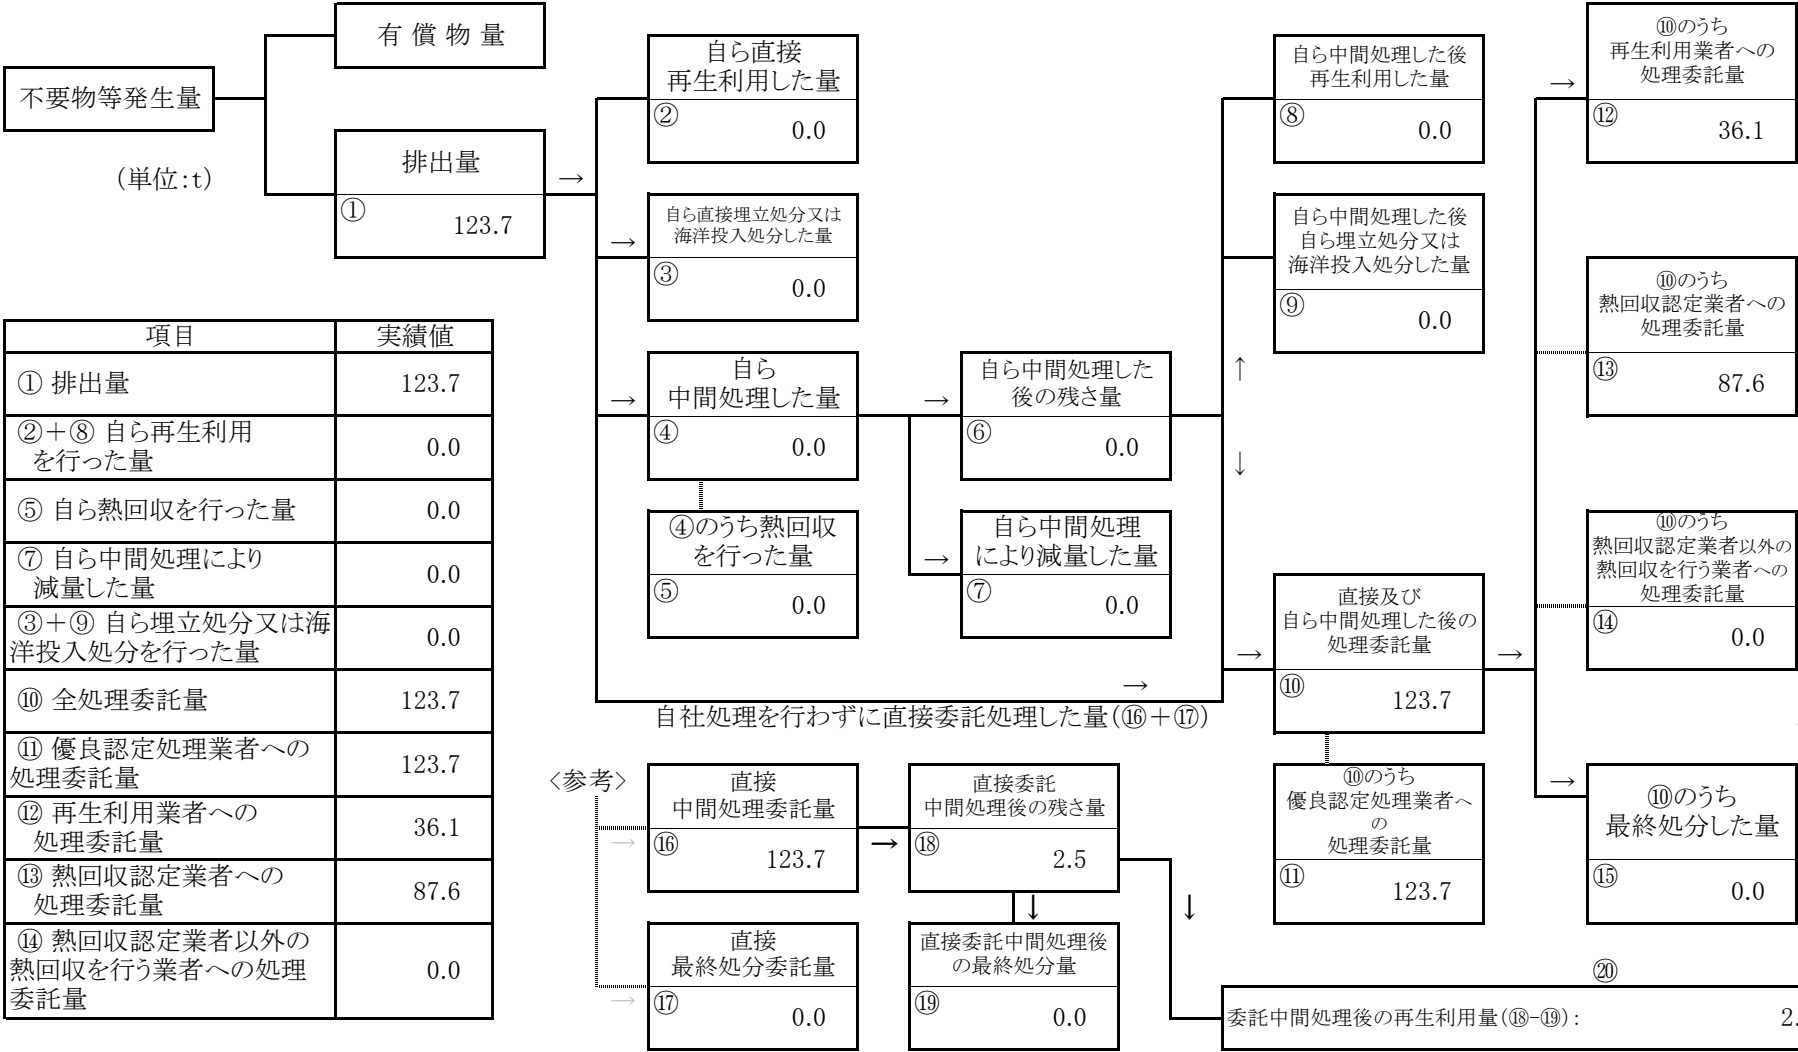 有償物量
不要物等発生量
(単位:t)
排出量
①
123.7
→
自ら直接
再生利用した量
②
0.0
→
自ら直接埋立処分又は
海洋投入処分した量
③
0.0
→
自ら
中間処理した量
④
0.0
④のうち熱回収
を行った量
⑤
0.0
→
自ら中間処理した
後の残さ量
⑥
0.0
→
自ら中間処理
により減量した量
⑦
0.0
自ら中間処理した後
再生利用した量
⑧
0.0
自ら中間処理した後
自ら埋立処分又は
海洋投入処分した量
⑨
0.0
↑
↓
→
自社処理を行わずに直接委託処理した量(⑯+⑰)
→
直接及び
自ら中間処理した後の
処理委託量
⑩
123.7
→
⑩のうち
優良認定処理業者へ
の
処理委託量
⑪
123.7
→
⑩のうち
再生利用業者への
処理委託量
⑫
36.1
⑩のうち
熱回収認定業者への
処理委託量
⑬
87.6
⑩のうち
熱回収認定業者以外の
熱回収を行う業者への
処理委託量
⑭
0.0
→
⑩のうち
最終処分した量
⑮
0.0
項目 実績値
① 排出量 123.7
②+⑧ 自ら再生利用
を行った量 0.0
⑤ 自ら熱回収を行った量 0.0
⑦ 自ら中間処理により
減量した量 0.0
③+⑨ 自ら埋立処分又は海
洋投入処分を行った量 0.0
⑩ 全処理委託量 123.7
⑪ 優良認定処理業者への
処理委託量 123.7
⑫ 再生利用業者への
処理委託量 36.1
⑬ 熱回収認定業者への
処理委託量 87.6
⑭ 熱回収認定業者以外の
熱回収を行う業者への処理
委託量 0.0
〈参考〉
→
直接
中間処理委託量
⑯
123.7
→
直接委託
中間処理後の残さ量
⑱
2.5
→
直接
最終処分委託量
⑰
0.0
↓
直接委託中間処理後
の最終処分量
⑲
0.0
↓
⑳
委託中間処理後の再生利用量(⑱-⑲): 2.